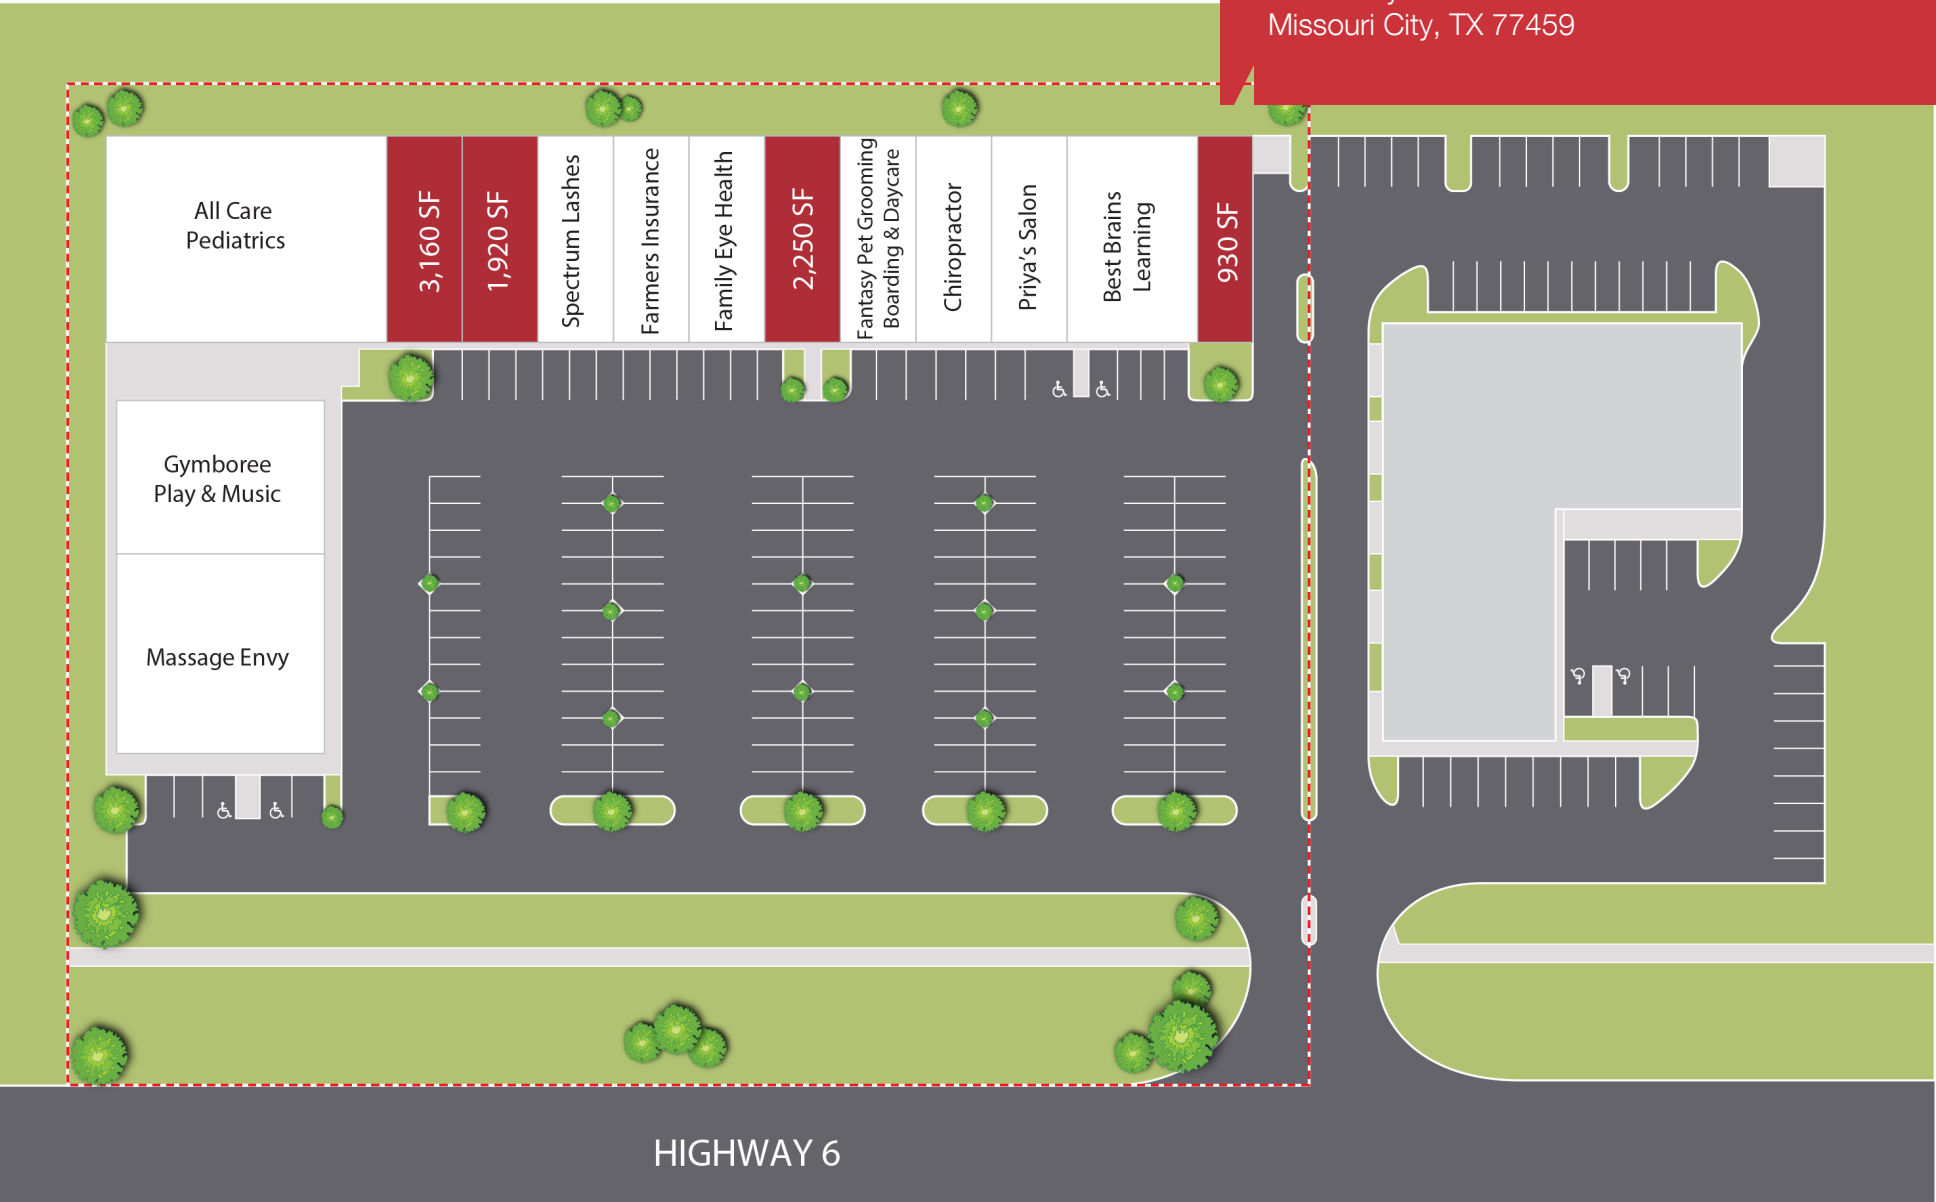 Missouri City, TX 77459
All Care
Pediatrics
3,160 SF
1,920 SF
Spectrum Lashes
Farmers Insurance
Family Eye Health
2,250 SF
Fantasy Pet Grooming
Boarding & Daycare
Chiropractor
Priya's Salon
Best Brains
Learning
930 SF
Gymboree
Play & Music
Massage Envy
HIGHWAY 6